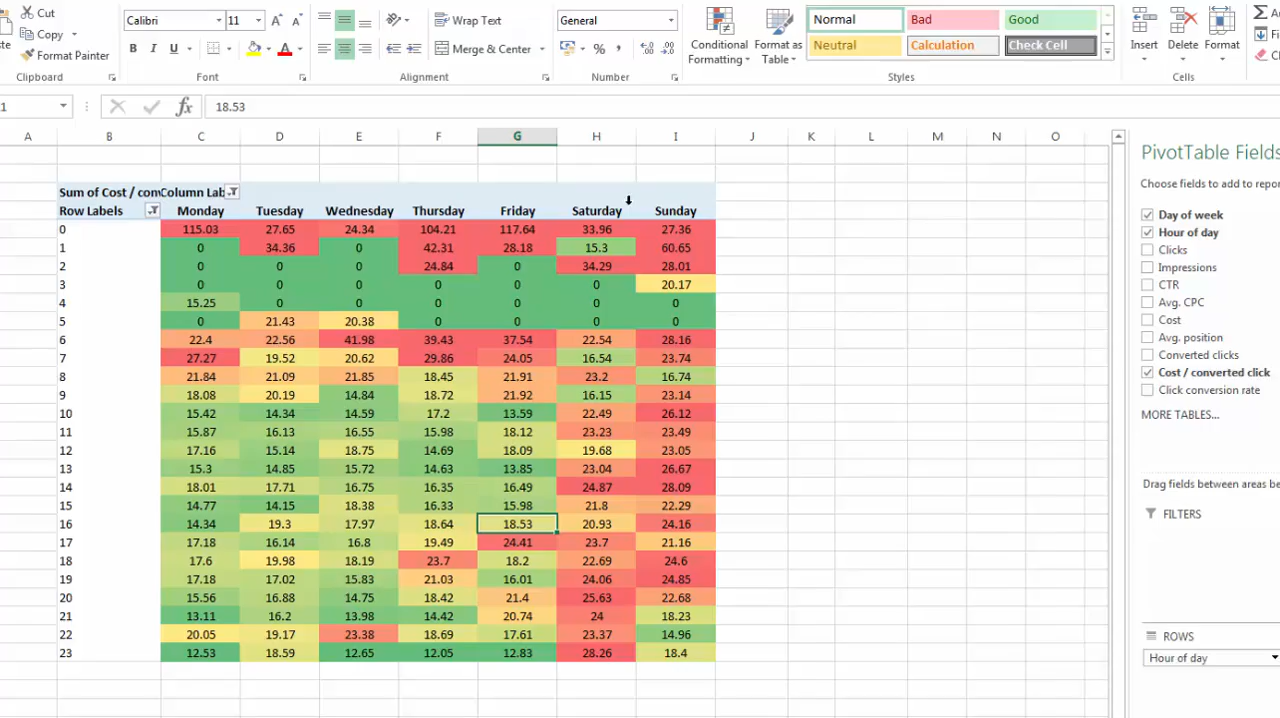 Cut
Copy
Format Painter
Clipboard
Calibri 11
B I U
Font
Wrap Text
Merge & Center
Alignment
General
%
Number
Conditional Formatting
Format as Table
Normal Bad Good
Neutral Calculation Check Cell
Styles
Insert Delete Format
Cells
1 fx 18.53
A B C D E F G H I J K L M N O
Sum of Cost / con Column Lab
Row Labels Monday Tuesday Wednesday Thursday Friday Saturday Sunday
0 115.03 27.65 24.34 104.21 117.64 33.96 27.36
1 0 34.36 0 42.31 28.18 15.3 60.65
2 0 0 0 24.84 0 34.29 28.01
3 0 0 0 0 0 0 20.17
4 15.25 0 0 0 0 0 0
5 0 21.43 20.38 0 0 0 0
6 22.4 22.56 41.98 39.43 37.54 22.54 28.16
7 27.27 19.52 20.62 29.86 24.05 16.54 23.74
8 21.84 21.09 21.85 18.45 21.91 23.2 16.74
9 18.08 20.19 14.84 18.72 21.92 16.15 23.14
10 15.42 14.34 14.59 17.2 13.59 22.49 26.12
11 15.87 16.13 16.55 15.98 18.12 23.23 23.49
12 17.16 15.14 18.75 14.69 18.09 19.68 23.05
13 15.3 14.85 15.72 14.63 13.85 23.04 26.67
14 18.01 17.71 16.75 16.35 16.49 24.87 28.09
15 14.77 14.15 18.38 16.33 15.98 21.8 22.29
16 14.34 19.3 17.97 18.64 18.53 20.93 24.16
17 17.18 16.14 16.8 19.49 24.41 23.7 21.16
18 17.6 19.98 18.19 23.7 18.2 22.69 24.6
19 17.18 17.02 15.83 21.03 16.01 24.06 24.85
20 15.56 16.88 14.75 18.42 21.4 25.63 22.68
21 13.11 16.2 13.98 14.42 20.74 24 18.23
22 20.05 19.17 23.38 18.69 17.61 23.37 14.96
23 12.53 18.59 12.65 12.05 12.83 28.26 18.4
PivotTable Fields
Choose fields to add to repor
Day of week
Hour of day
Clicks
Impressions
CTR
Avg. CPC
Cost
Avg. position
Converted clicks
Cost / converted click
Click conversion rate
MORE TABLES...
Drag fields between areas be
FILTERS
ROWS
Hour of day